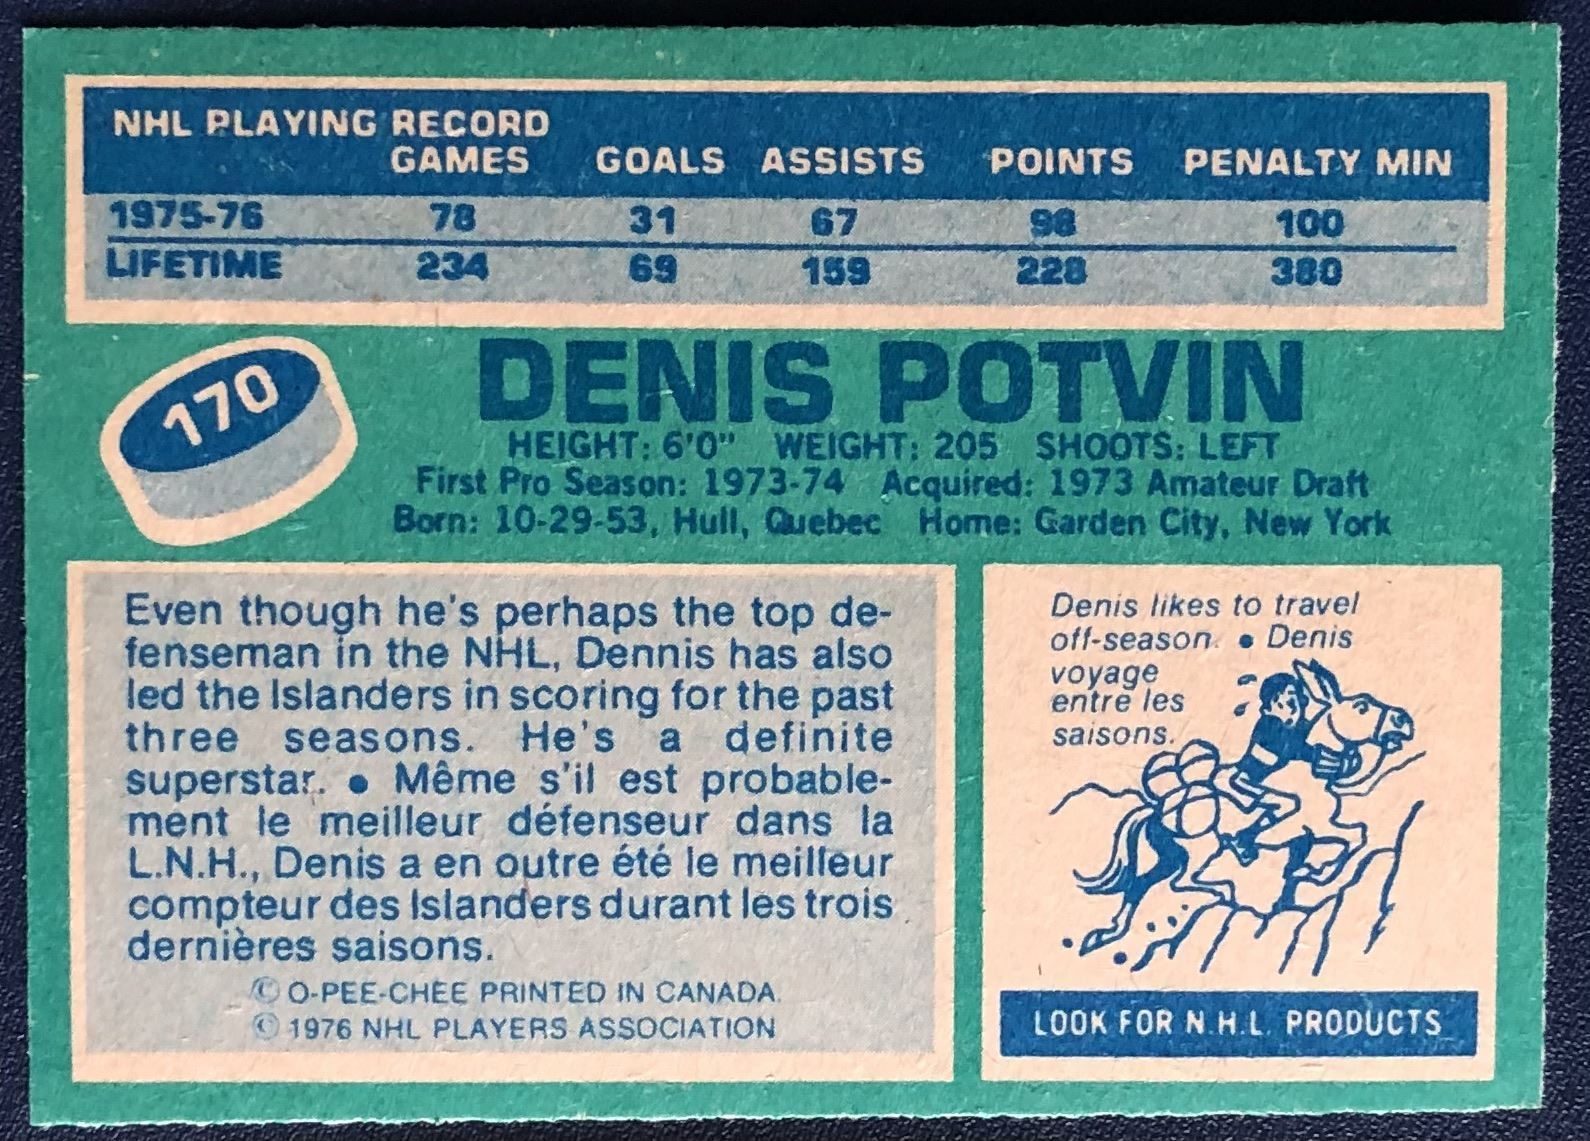 NHL PLAYING RECORD
GAMES GOALS ASSISTS POINTS PENALTY MIN
1975-76 78 31 67 98 100
LIFETIME 234 69 159 228 380
170
DENIS POTVIN
HEIGHT: 6'0" WEIGHT: 205 SHOOTS: LEFT
First Pro Season: 1973-74 Acquired: 1973 Amateur Draft
Born: 10-29-53, Hull, Quebec Home: Garden City, New York
Even though he's perhaps the top de-
fenseman in the NHL, Dennis has also
led the Islanders in scoring for the past
three seasons. He's a definite
superstar. • Même s'il est probable-
ment le meilleur défenseur dans la
L.N.H., Denis a en outre été le meilleur
compteur des Islanders durant les trois
dernières saisons.
© O-PEE-CHEE PRINTED IN CANADA.
© 1976 NHL PLAYERS ASSOCIATION
Denis likes to travel
off-season. • Denis
voyage
entre les
saisons.
LOOK FOR N.H.L. PRODUCTS